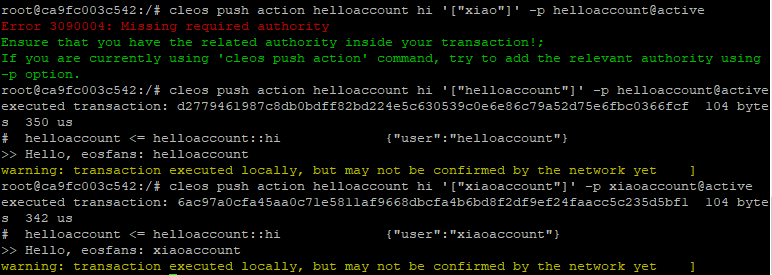 root@ca9fc003c542:/# cleos push action helloaccount hi '["xiao"]' -p helloaccount@active
Error 3090004: Missing required authority
Ensure that you have the related authority inside your transaction!;
If you are currently using 'cleos push action' command, try to add the relevant authority using
-p option.
root@ca9fc003c542:/# cleos push action helloaccount hi '["helloaccount"]' -p helloaccount@active
executed transaction: d2779461987c8db0bdff82bd224e5c630539c0e6e86c79a52d75e6fbc0366fcf  104 byte
s  350 us
#  helloaccount <= helloaccount::hi             {"user":"helloaccount"}
>> Hello, eosfans: helloaccount
warning: transaction executed locally, but may not be confirmed by the network yet    ]
root@ca9fc003c542:/# cleos push action helloaccount hi '["xiaoaccount"]' -p xiaoaccount@active
executed transaction: 6ac97a0cfa45aa0c71e5811af9668dbcfa4b6bd8f2df9ef24faacc5c235d5bf1  104 byte
s  342 us
#  helloaccount <= helloaccount::hi             {"user":"xiaoaccount"}
>> Hello, eosfans: xiaoaccount
warning: transaction executed locally, but may not be confirmed by the network yet    ]